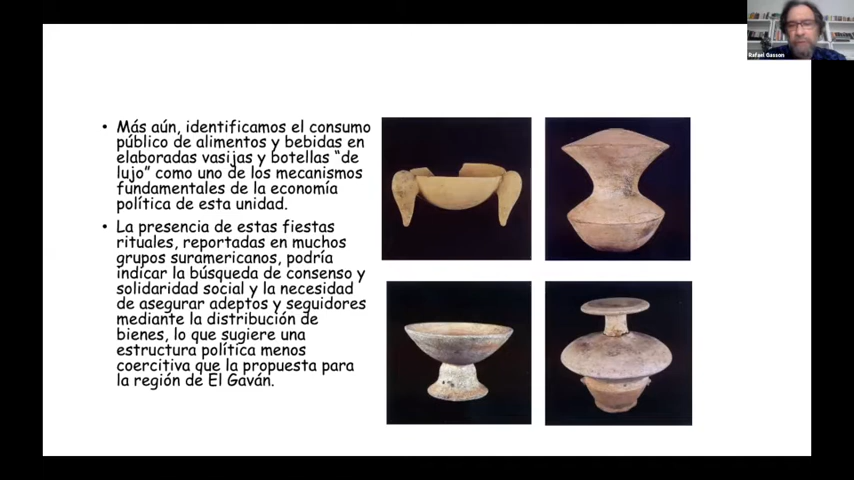 Rafael Gasson
• Más aún, identificamos el consumo
público de alimentos y bebidas en
elaboradas vasijas y botellas “de
lujo” como uno de los mecanismos
fundamentales de la economía
política de esta unidad.
• La presencia de estas fiestas
rituales, reportadas en muchos
grupos suramericanos, podría
indicar la búsqueda de consenso y
solidaridad social y la necesidad
de asegurar adeptos y seguidores
mediante la distribución de
bienes, lo que sugiere una
estructura política menos
coercitiva que la propuesta para
la región de El Gaván.